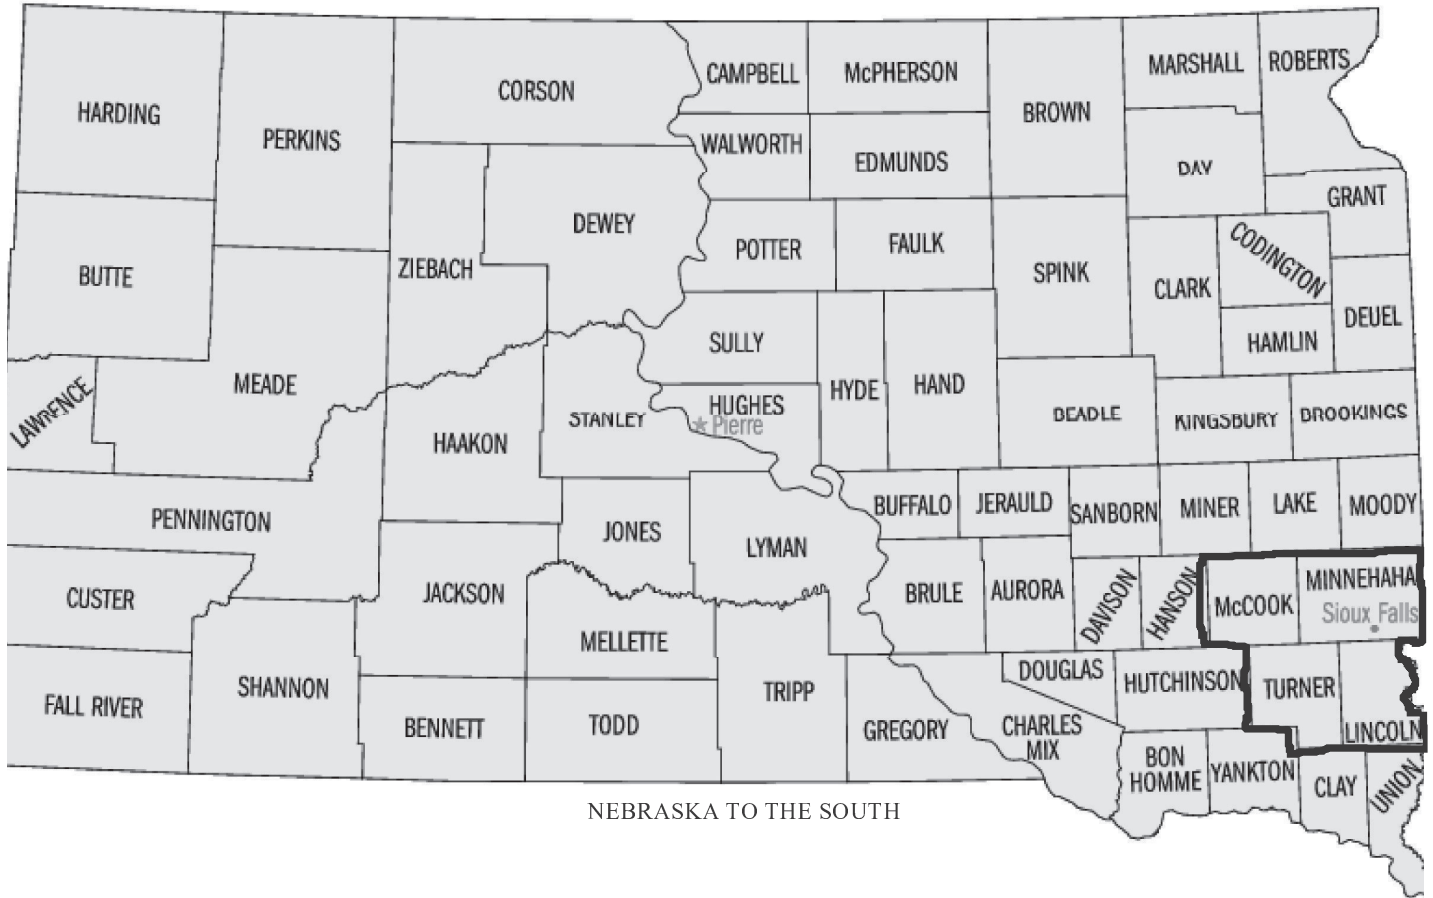 HARDING
PERKINS
CORSON
CAMPBELL
McPHERSON
BROWN
MARSHALL
ROBERTS
WALWORTH
EDMUNDS
DAY
GRANT
BUTTE
ZIEBACH
DEWEY
POTTER
FAULK
SPINK
CLARK
CODINGTON
DEUEL
HAMLIN
LAWRENCE
MEADE
HAAKON
STANLEY
SULLY
HUGHES
Pierre
HYDE
HAND
BEADLE
KINGSBURY
BROOKINGS
PENNINGTON
JONES
LYMAN
BUFFALO
JERAULD
SANBORN
MINER
LAKE
MOODY
CUSTER
JACKSON
BRULE
AURORA
DAVISON
HANSON
McCOOK
MINNEHAHA
Sioux Falls
FALL RIVER
SHANNON
MELLETTE
BENNETT
TODD
TRIPP
GREGORY
DOUGLAS
CHARLES
MIX
HUTCHINSON
TURNER
LINCOLN
BON
HOMME
YANKTON
CLAY
UNION
NEBRASKA TO THE SOUTH